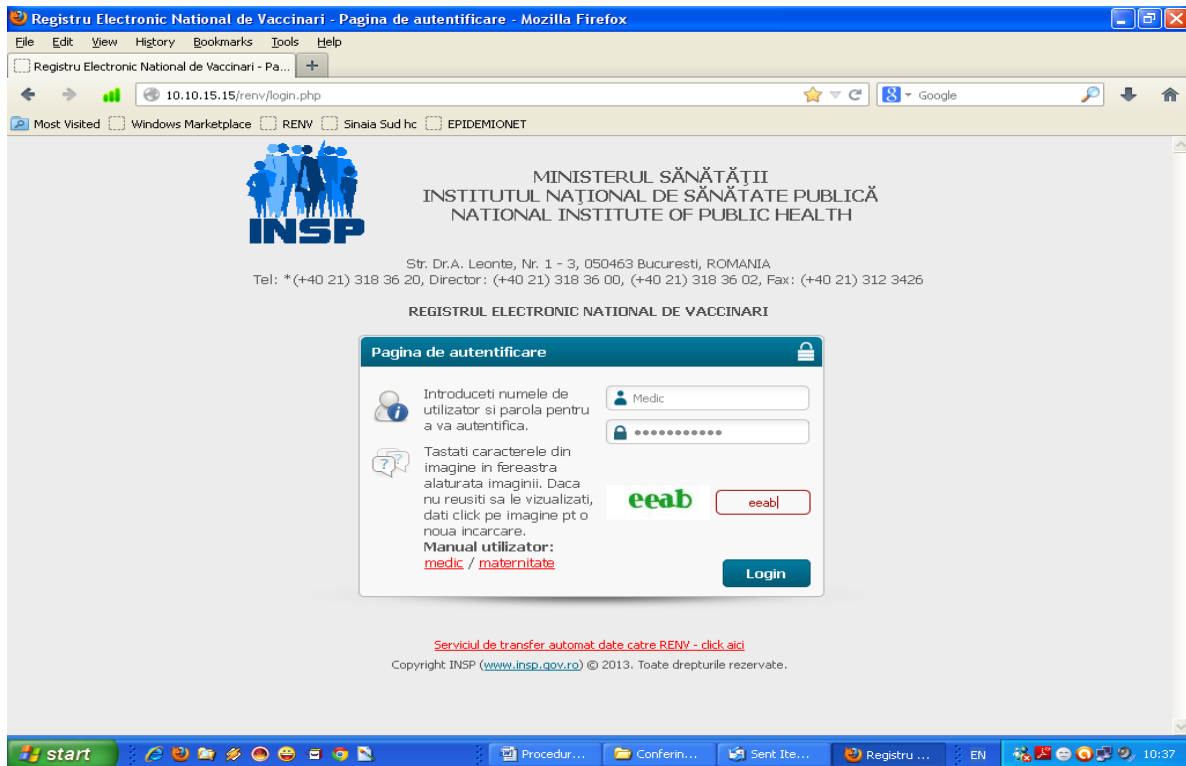 Registru Electronic National de Vaccinari - Pagina de autentificare - Mozilla Firefox
File Edit View History Bookmarks Tools Help
Registru Electronic National de Vaccinari - Pa... +
10.10.15.15/renv/login.php
8 Google
Most Visited Windows Marketplace RENV Sinaia Sud hc EPIDEMIONET
INSP
MINISTERUL SĂNĂTĂŢII
INSTITUTUL NAŢIONAL DE SĂNĂTATE PUBLICĂ
NATIONAL INSTITUTE OF PUBLIC HEALTH
Str. Dr.A. Leonte, Nr. 1 - 3, 050463 Bucuresti, ROMANIA
Tel: *(+40 21) 318 36 20, Director: (+40 21) 318 36 00, (+40 21) 318 36 02, Fax: (+40 21) 312 3426
REGISTRUL ELECTRONIC NATIONAL DE VACCINARI
Pagina de autentificare
Introduceti numele de
utilizator si parola pentru
a va autentifica.
Medic
•••••••••••
Tastati caracterele din
imagine in fereastra
alaturata imaginii. Daca
nu reusiti sa le vizualizati,
dati click pe imagine pt o
noua incarcare.
eeab
eeab
Manual utilizator:
medic / maternitate
Login
Serviciul de transfer automat date catre RENV - click aici
Copyright INSP (www.insp.gov.ro) © 2013. Toate drepturile rezervate.
start Procedur... Conferin... Sent Ite... Registru ... EN 10:37